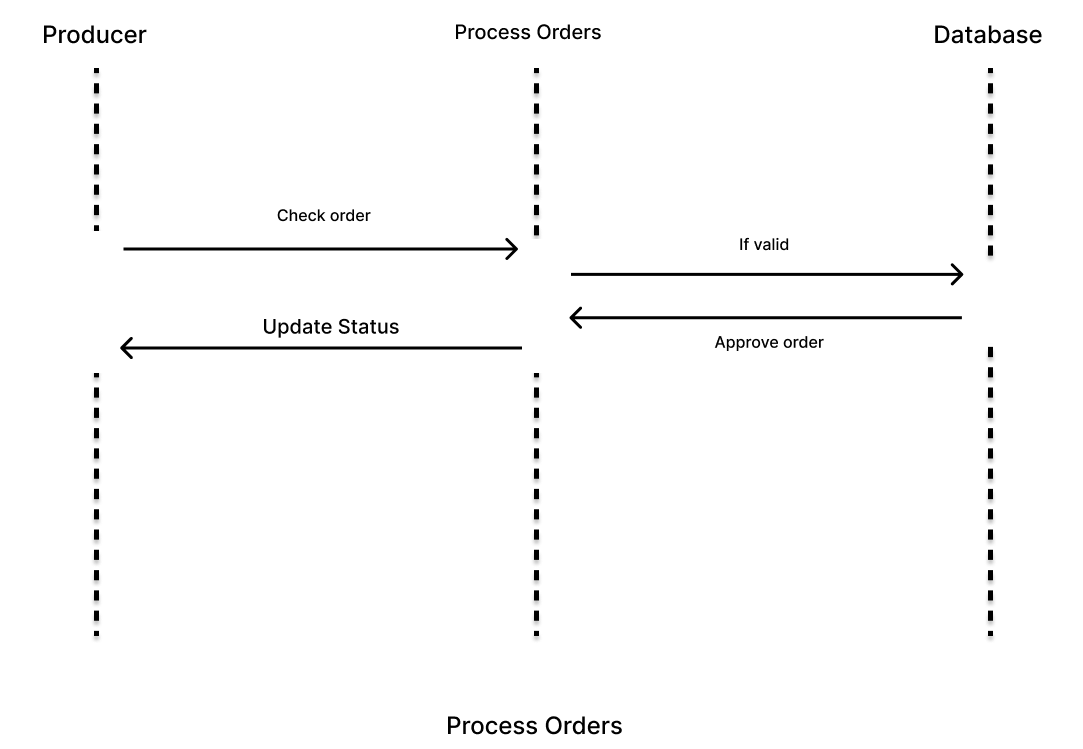 Producer
Process Orders
Database
Check order
If valid
Update Status
Approve order
Process Orders